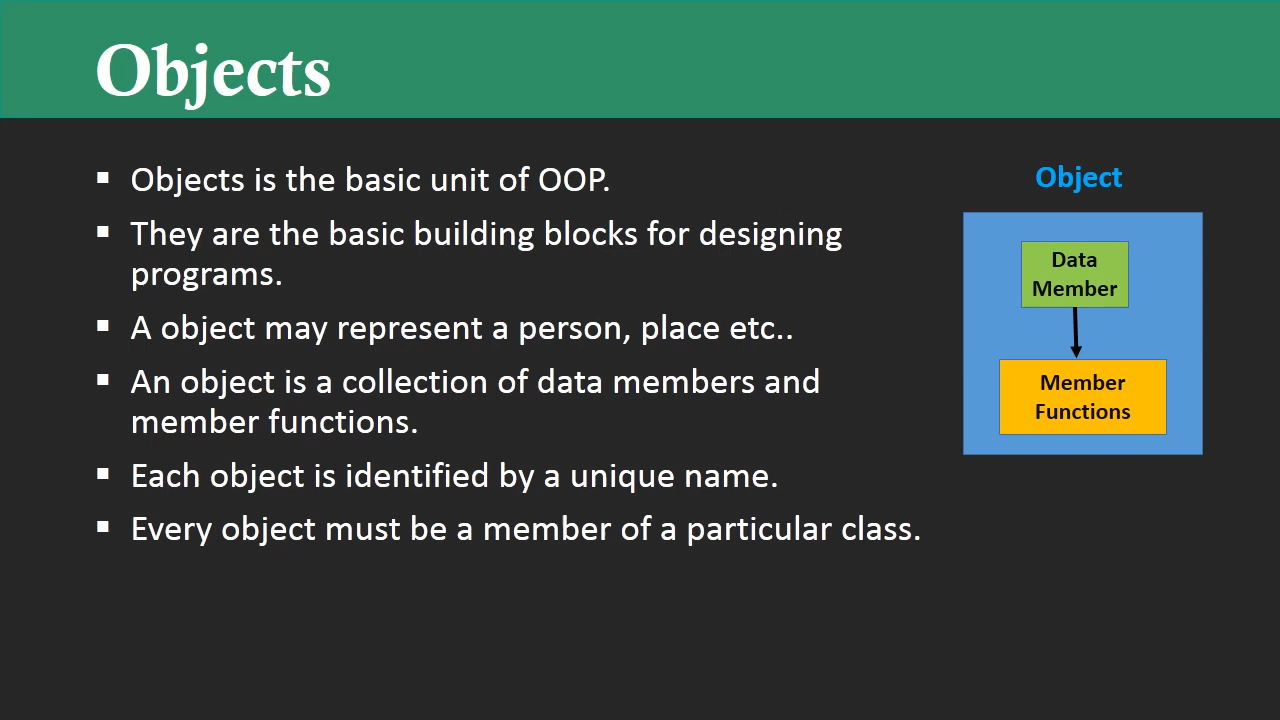 Objects
▪ Objects is the basic unit of OOP.
▪ They are the basic building blocks for designing
programs.
▪ A object may represent a person, place etc..
▪ An object is a collection of data members and
member functions.
▪ Each object is identified by a unique name.
▪ Every object must be a member of a particular class.
Object
Data
Member
Member
Functions